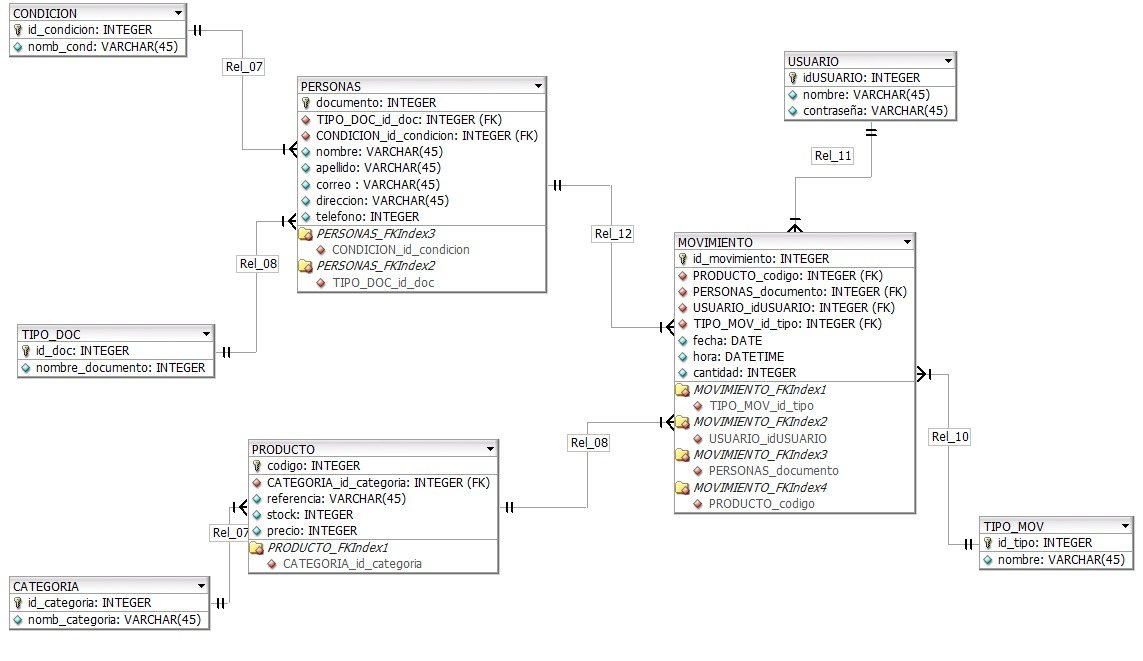 CONDICION
id_condicion: INTEGER
nomb_cond: VARCHAR(45)
Rel_07
PERSONAS
documento: INTEGER
TIPO_DOC_id_doc: INTEGER (FK)
CONDICION_id_condicion: INTEGER (FK)
nombre: VARCHAR(45)
apellido: VARCHAR(45)
correo : VARCHAR(45)
direccion: VARCHAR(45)
telefono: INTEGER
PERSONAS_FKIndex3
CONDICION_id_condicion
PERSONAS_FKIndex2
TIPO_DOC_id_doc
USUARIO
idUSUARIO: INTEGER
nombre: VARCHAR(45)
contraseña: VARCHAR(45)
Rel_11
Rel_12
Rel_08
TIPO_DOC
id_doc: INTEGER
nombre_documento: INTEGER
MOVIMIENTO
id_movimiento: INTEGER
PRODUCTO_codigo: INTEGER (FK)
PERSONAS_documento: INTEGER (FK)
USUARIO_idUSUARIO: INTEGER (FK)
TIPO_MOV_id_tipo: INTEGER (FK)
fecha: DATE
hora: DATETIME
cantidad: INTEGER
MOVIMIENTO_FKIndex1
TIPO_MOV_id_tipo
MOVIMIENTO_FKIndex2
USUARIO_idUSUARIO
MOVIMIENTO_FKIndex3
PERSONAS_documento
MOVIMIENTO_FKIndex4
PRODUCTO_codigo
Rel_08
Rel_10
PRODUCTO
codigo: INTEGER
CATEGORIA_id_categoria: INTEGER (FK)
referencia: VARCHAR(45)
stock: INTEGER
precio: INTEGER
PRODUCTO_FKIndex1
CATEGORIA_id_categoria
Rel_07
TIPO_MOV
id_tipo: INTEGER
nombre: VARCHAR(45)
CATEGORIA
id_categoria: INTEGER
nomb_categoria: VARCHAR(45)